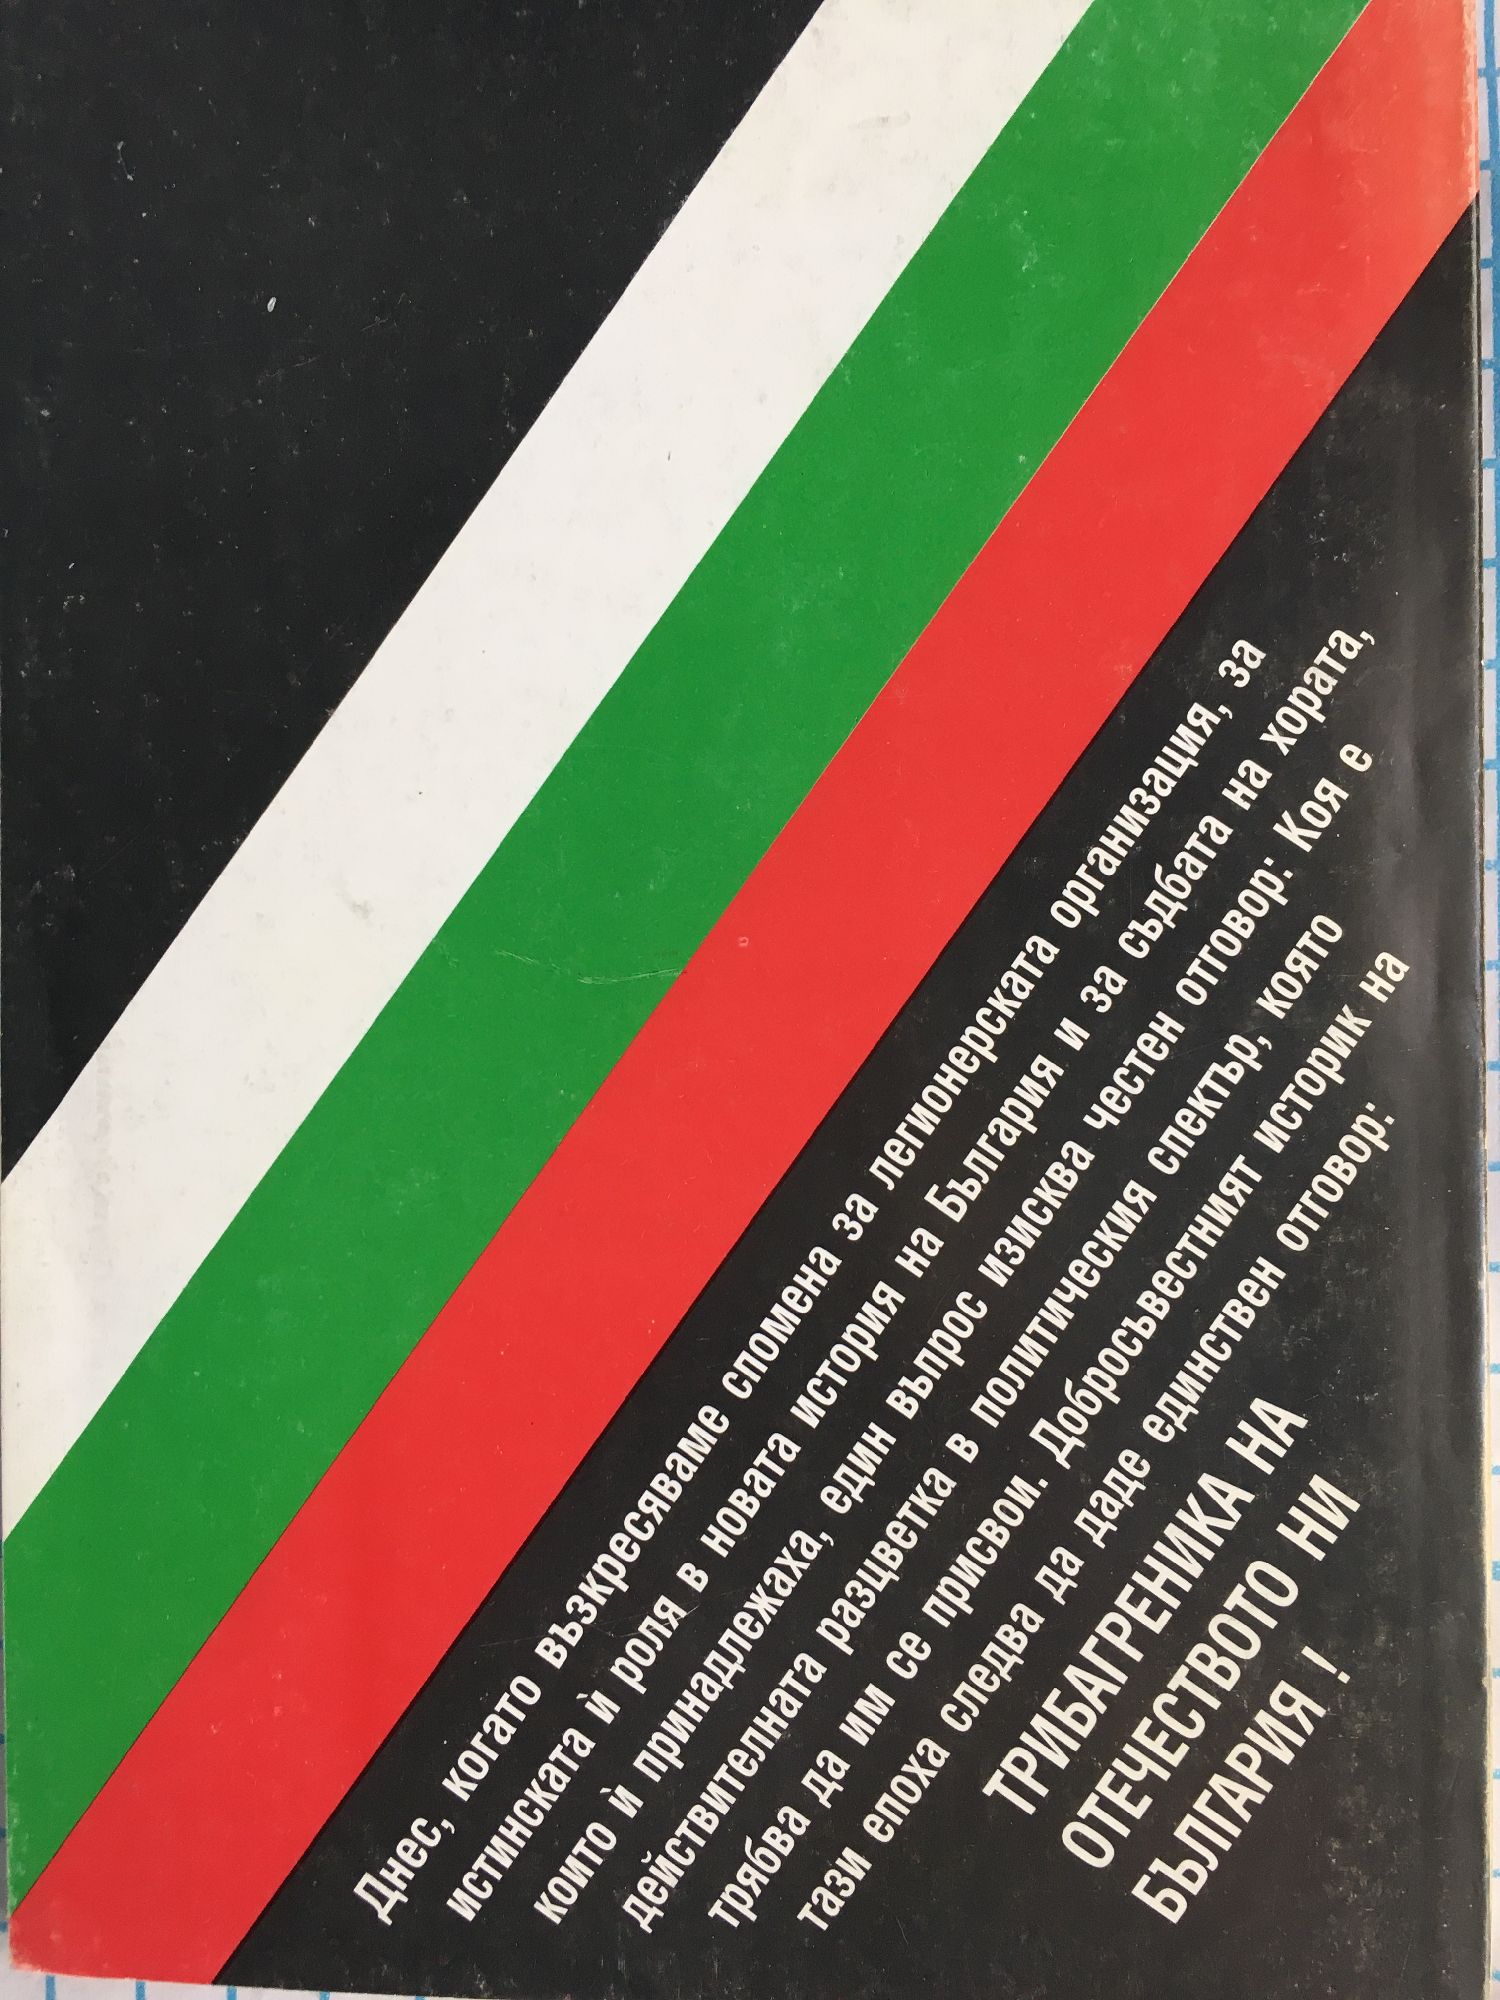 Днес, когато възкресяваме спомена за легионерската организация, за
истинската ѝ роля в новата история на България и за съдбата на хората,
които ѝ принадлежаха, един въпрос изисква честен отговор: Коя е
действителната разцветка в политическия спектър, която
трябва да им се присвои. Добросъвестният историк на
тази епоха следва да даде единствен отговор:
ТРИБАГРЕНИКА НА
ОТЕЧЕСТВОТО НИ
БЪЛГАРИЯ !